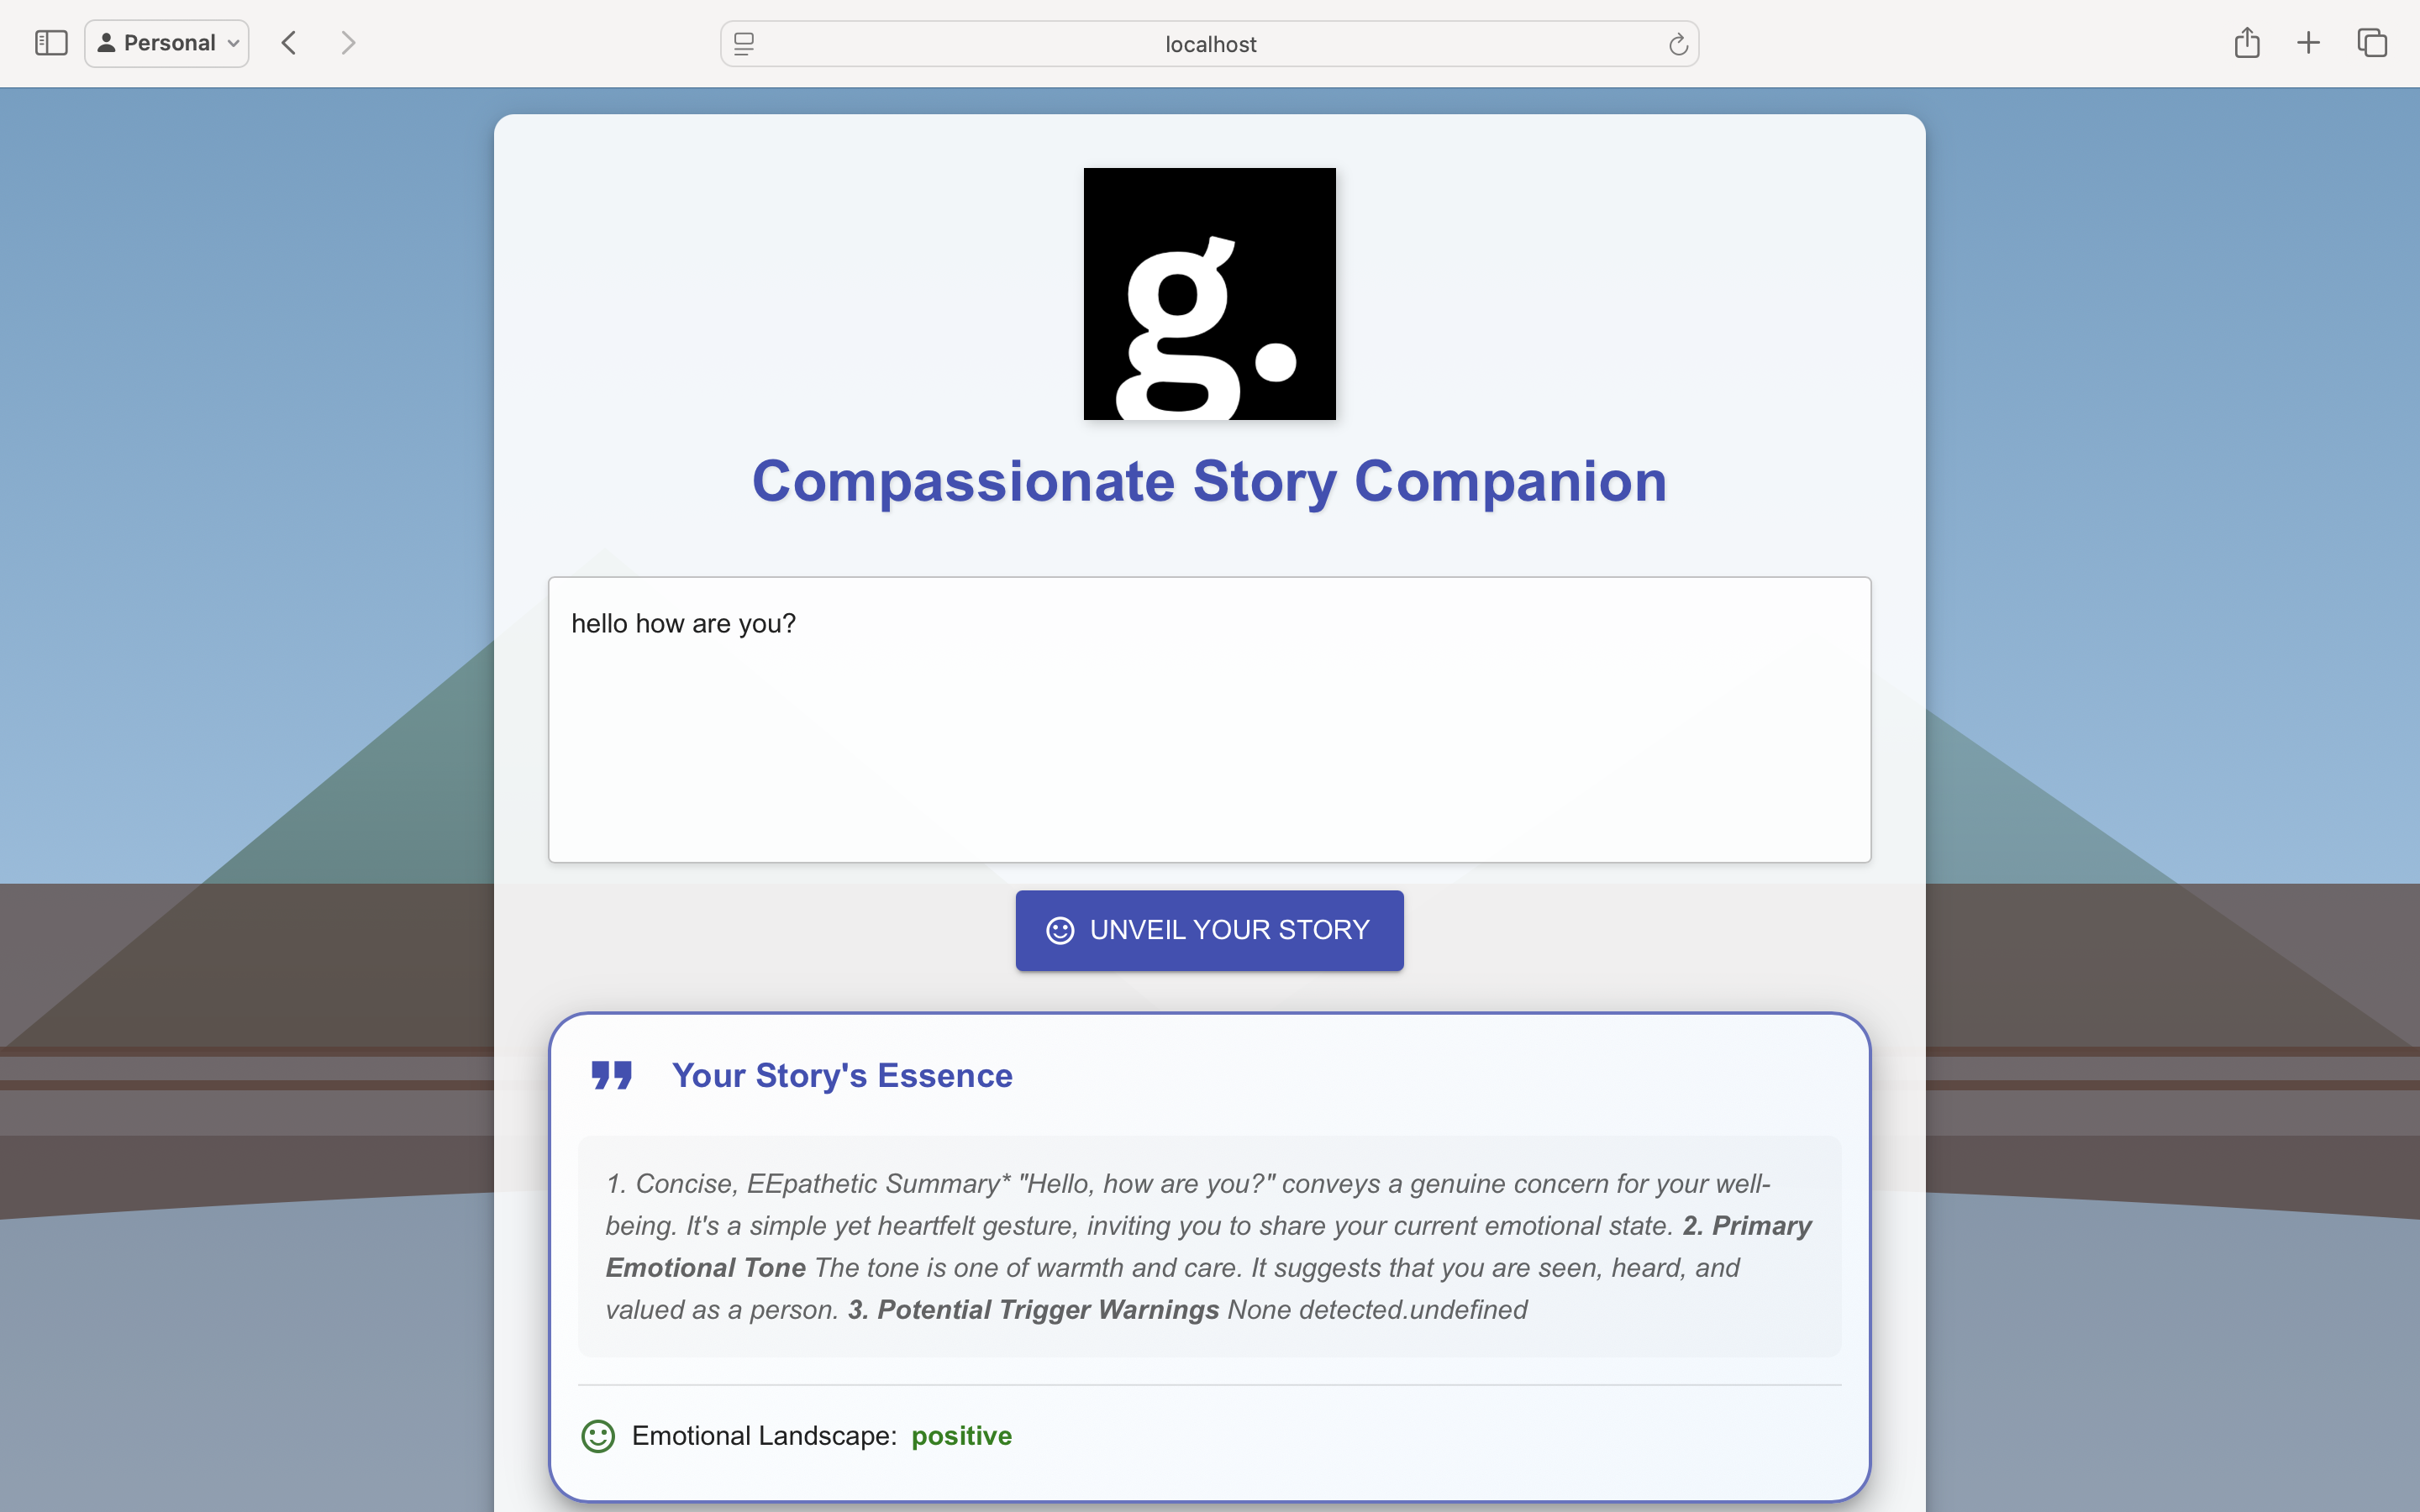 Personal
localhost
g.
Compassionate Story Companion
hello how are you?
UNVEIL YOUR STORY
Your Story's Essence
1. Concise, EEpathetic Summary* "Hello, how are you?" conveys a genuine concern for your well-
being. It's a simple yet heartfelt gesture, inviting you to share your current emotional state. 2. Primary
Emotional Tone The tone is one of warmth and care. It suggests that you are seen, heard, and
valued as a person. 3. Potential Trigger Warnings None detected.undefined
Emotional Landscape: positive